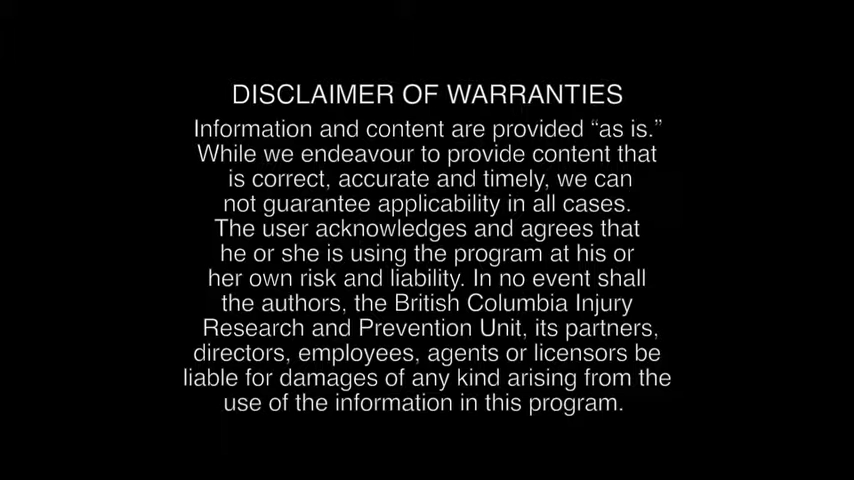 DISCLAIMER OF WARRANTIES
Information and content are provided “as is.”
While we endeavour to provide content that
is correct, accurate and timely, we can
not guarantee applicability in all cases.
The user acknowledges and agrees that
he or she is using the program at his or
her own risk and liability. In no event shall
the authors, the British Columbia Injury
Research and Prevention Unit, its partners,
directors, employees, agents or licensors be
liable for damages of any kind arising from the
use of the information in this program.